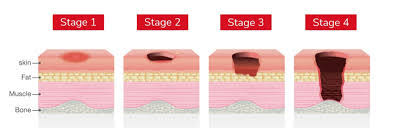 Stage 1
Stage 2
Stage 3
Stage 4
skin
Fat
Muscle
Bone